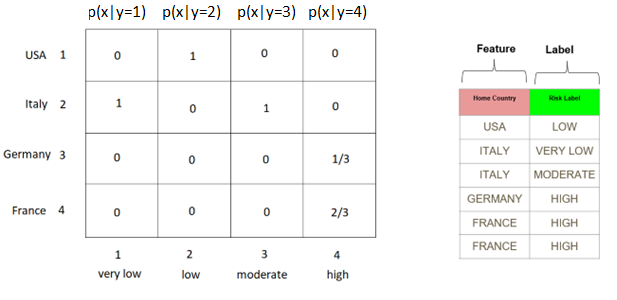 p(x|y=1) p(x|y=2) p(x|y=3) p(x|y=4)
USA 1 0 1 0 0
Italy 2 1 0 1 0
Germany 3 0 0 0 1/3
France 4 0 0 0 2/3
1 2 3 4
very low low moderate high
Feature Label
Home Country Risk Label
USA LOW
ITALY VERY LOW
ITALY MODERATE
GERMANY HIGH
FRANCE HIGH
FRANCE HIGH